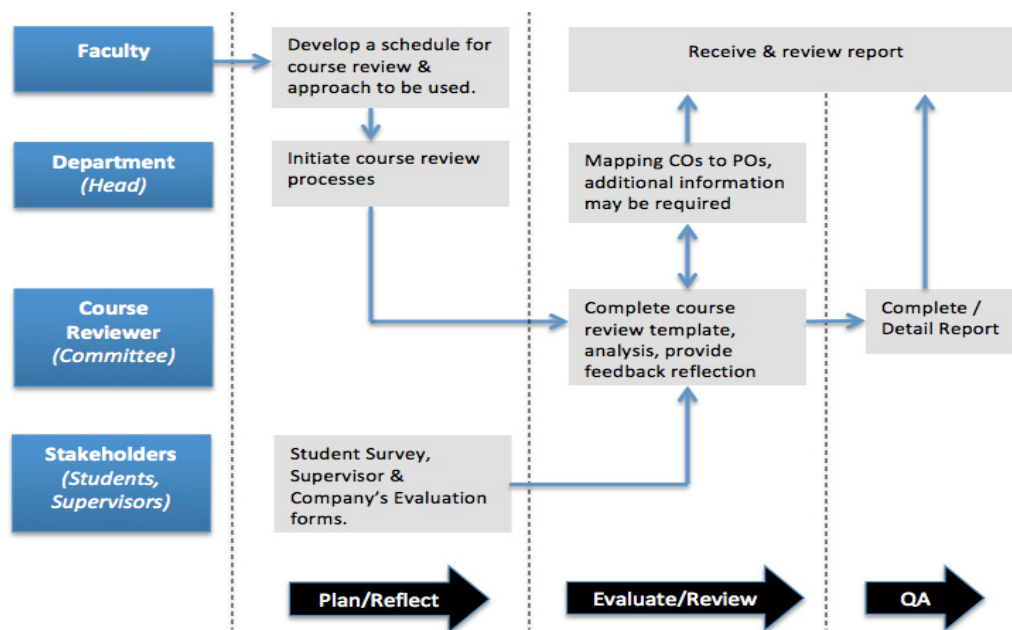 Faculty
Develop a schedule for
course review &
approach to be used.
Receive & review report
Department
(Head)
Initiate course review
processes
Mapping COs to POs,
additional information
may be required
Course
Reviewer
(Committee)
Complete course
review template,
analysis, provide
feedback reflection
Complete /
Detail Report
Stakeholders
(Students,
Supervisors)
Student Survey,
Supervisor &
Company’s Evaluation
forms.
Plan/Reflect
Evaluate/Review
QA